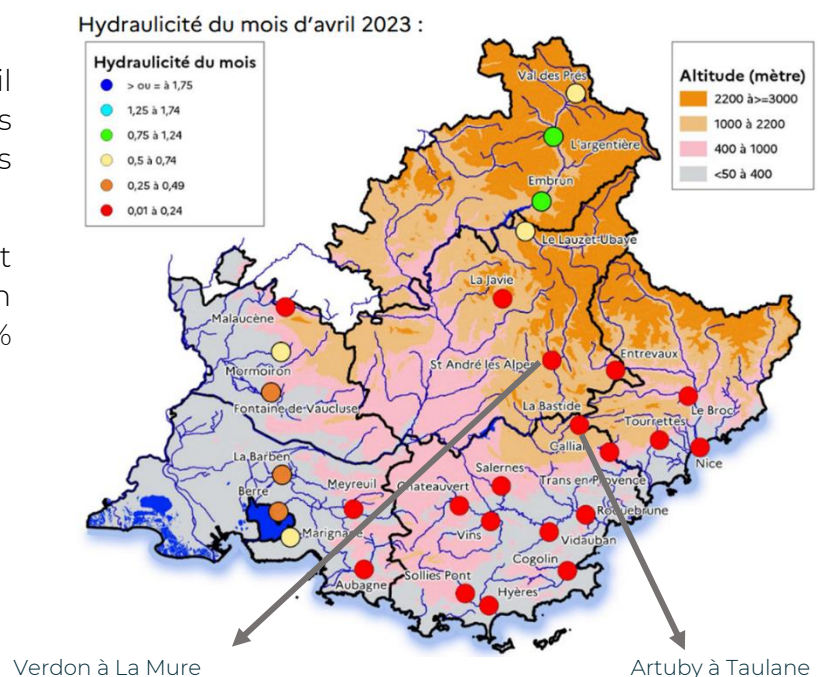 Hydraulicité du mois d'avril 2023 :
il
s
s
t
n
%
Hydraulicité du mois
> ou = à 1,75
1,25 à 1,74
0,75 à 1,24
0,5 à 0,74
0,25 à 0,49
0,01 à 0,24
Altitude (mètre)
2200 à>=3000
1000 à 2200
400 à 1000
<50 à 400
Val des Prés
L'argentière
Embrun
Le Lauzet-Ubaye
La Javie
Malaucène
St André les Alpes
Entrevaux
Mormoiron
La Bastide
Le Broc
Fontaine de Vaucluse
Tourrettes
Callian
Nice
La Barben
Salernes
Trans en Provence
Meyreuil
Chateauvert
Berre
Roquebrune
Marignane
Vins
Vidauban
Cogolin
Aubagne
Sollies Pont
Hyères
Verdon à La Mure
Artuby à Taulane